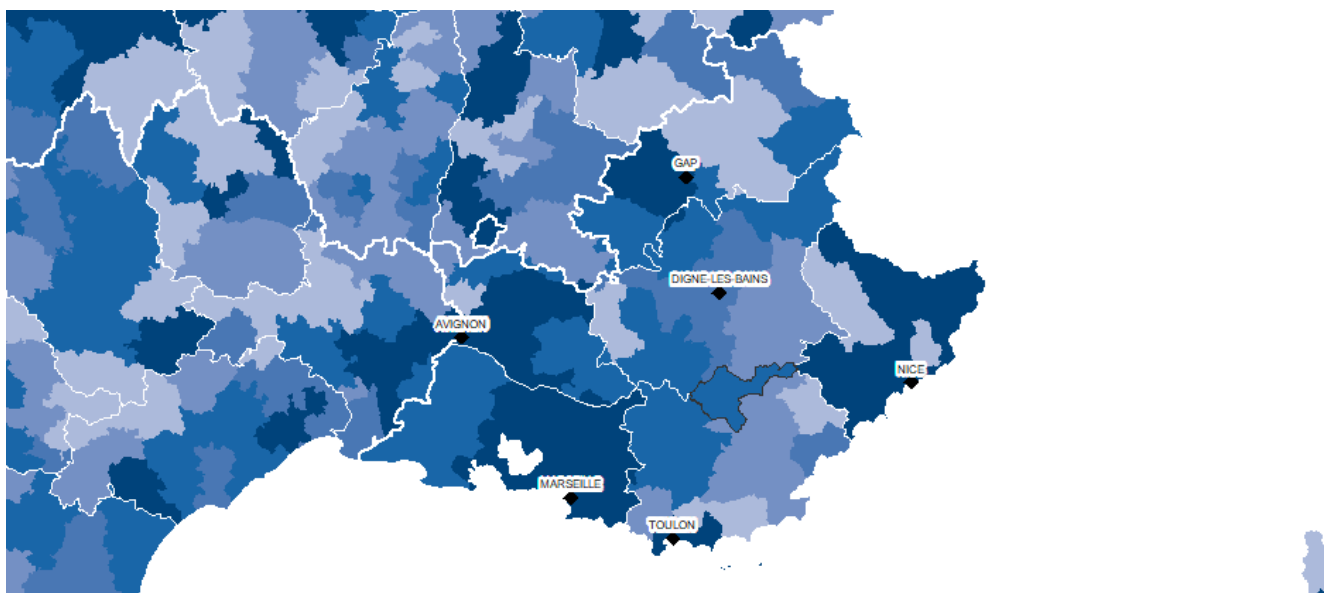 GAP
DIGNE-LES-BAINS
AVIGNON
NICE
MARSEILLE
TOULON